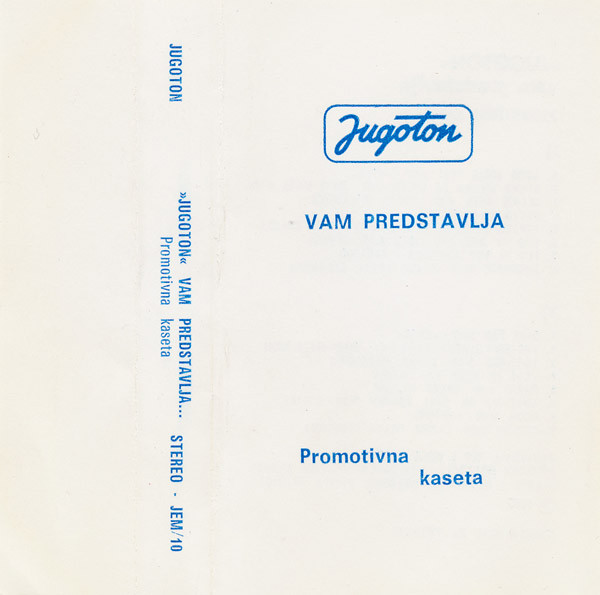 JUGOTON
»JUGOTON« VAM PREDSTAVLJA...
Promotivna kaseta
STEREO - JEM/10
Jugoton
VAM PREDSTAVLJA
Promotivna
kaseta